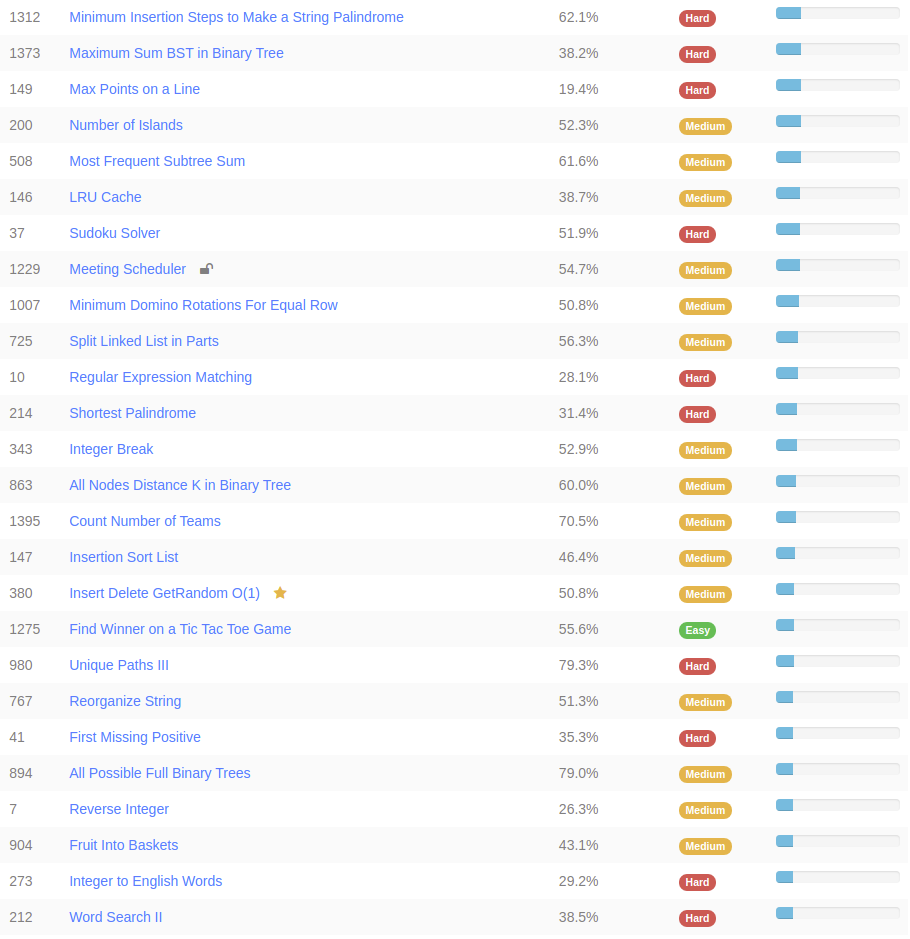 1312 Minimum Insertion Steps to Make a String Palindrome 62.1% Hard
1373 Maximum Sum BST in Binary Tree 38.2% Hard
149 Max Points on a Line 19.4% Hard
200 Number of Islands 52.3% Medium
508 Most Frequent Subtree Sum 61.6% Medium
146 LRU Cache 38.7% Medium
37 Sudoku Solver 51.9% Hard
1229 Meeting Scheduler 54.7% Medium
1007 Minimum Domino Rotations For Equal Row 50.8% Medium
725 Split Linked List in Parts 56.3% Medium
10 Regular Expression Matching 28.1% Hard
214 Shortest Palindrome 31.4% Hard
343 Integer Break 52.9% Medium
863 All Nodes Distance K in Binary Tree 60.0% Medium
1395 Count Number of Teams 70.5% Medium
147 Insertion Sort List 46.4% Medium
380 Insert Delete GetRandom O(1) 50.8% Medium
1275 Find Winner on a Tic Tac Toe Game 55.6% Easy
980 Unique Paths III 79.3% Hard
767 Reorganize String 51.3% Medium
41 First Missing Positive 35.3% Hard
894 All Possible Full Binary Trees 79.0% Medium
7 Reverse Integer 26.3% Medium
904 Fruit Into Baskets 43.1% Medium
273 Integer to English Words 29.2% Hard
212 Word Search II 38.5% Hard